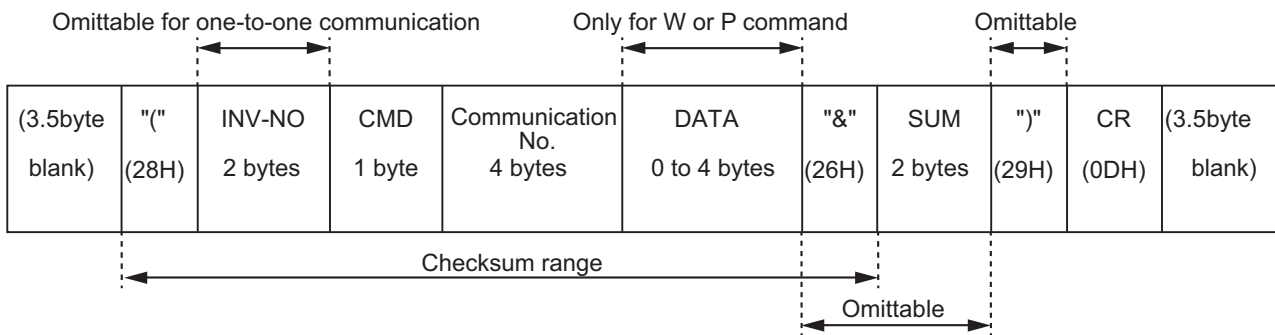 Omittable for one-to-one communication
Only for W or P command
Omittable
(3.5byte
blank)
"("
(28H)
INV-NO
2 bytes
CMD
1 byte
Communication
No.
4 bytes
DATA
0 to 4 bytes
"&"
(26H)
SUM
2 bytes
")"
(29H)
CR
(0DH)
(3.5byte
blank)
Checksum range
Omittable